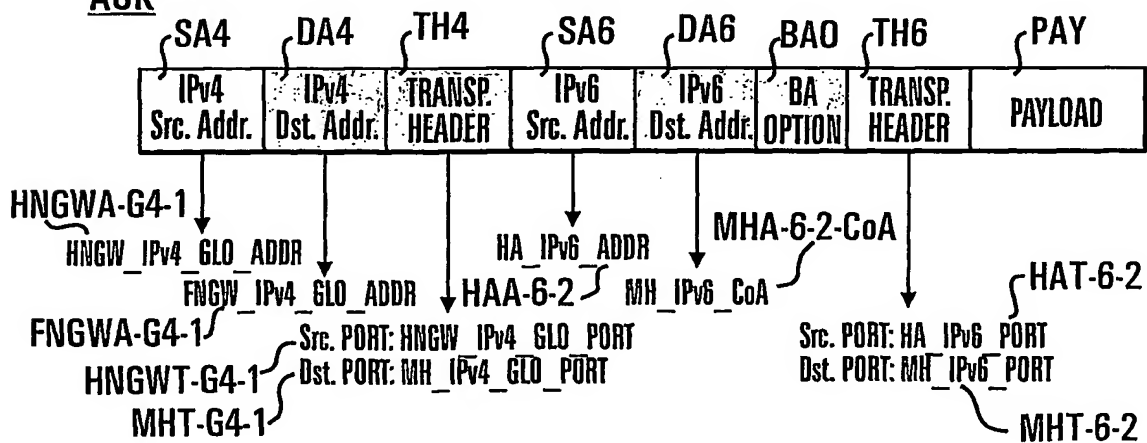 ACK
SA4 DA4 TH4 SA6 DA6 BAO TH6 PAY
IPv4 Src. Addr.
IPv4 Dst. Addr.
TRANSP. HEADER
IPv6 Src. Addr.
IPv6 Dst. Addr.
BA OPTION
TRANSP. HEADER
PAYLOAD
HNGWA-G4-1
HNGW_IPv4_GLO_ADDR
FNGW_IPv4_GLO_ADDR
FNGWA-G4-1
Src. PORT: HNGW_IPv4_GLO_PORT
Dst. PORT: MH_IPv4_GLO_PORT
HNGWT-G4-1
MHT-G4-1
HA_IPv6_ADDR
HAA-6-2
MHA-6-2-CoA
MH_IPv6_CoA
HAT-6-2
Src. PORT: HA_IPv6_PORT
Dst. PORT: MH_IPv6_PORT
MHT-6-2